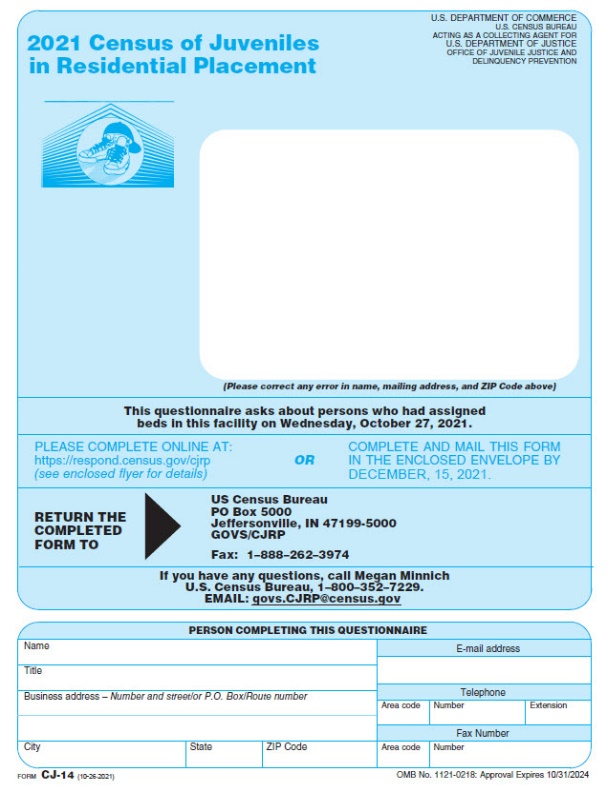 U.S. DEPARTMENT OF COMMERCE
U.S. CENSUS BUREAU
ACTING AS A COLLECTING AGENT FOR
U.S. DEPARTMENT OF JUSTICE
OFFICE OF JUVENILE JUSTICE AND
DELINQUENCY PREVENTION
2021 Census of Juveniles
in Residential Placement
(Please correct any error in name, mailing address, and ZIP Code above)
This questionnaire asks about persons who had assigned
beds in this facility on Wednesday, October 27, 2021.
PLEASE COMPLETE ONLINE AT:
https://respond.census.gov/cjrp
(see enclosed flyer for details)
OR
COMPLETE AND MAIL THIS FORM
IN THE ENCLOSED ENVELOPE BY
DECEMBER, 15, 2021.
RETURN THE
COMPLETED
FORM TO
US Census Bureau
PO Box 5000
Jeffersonville, IN 47199-5000
GOVS/CJRP
Fax: 1–888–262–3974
If you have any questions, call Megan Minnich
U.S. Census Bureau, 1–800–352–7229.
EMAIL: govs.CJRP@census.gov
PERSON COMPLETING THIS QUESTIONNAIRE
Name
E-mail address
Title
Business address – Number and street/or P.O. Box/Route number
Telephone
Area code Number Extension
Fax Number
City State ZIP Code Area code Number
FORM CJ-14 (10-26-2021)
OMB No. 1121-0218: Approval Expires 10/31/2024